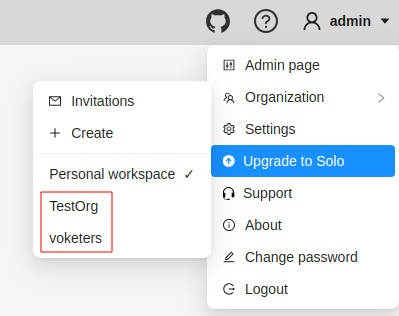 admin
Admin page
Organization
Settings
Upgrade to Solo
Support
About
Change password
Logout
Invitations
Create
Personal workspace
TestOrg
voketers